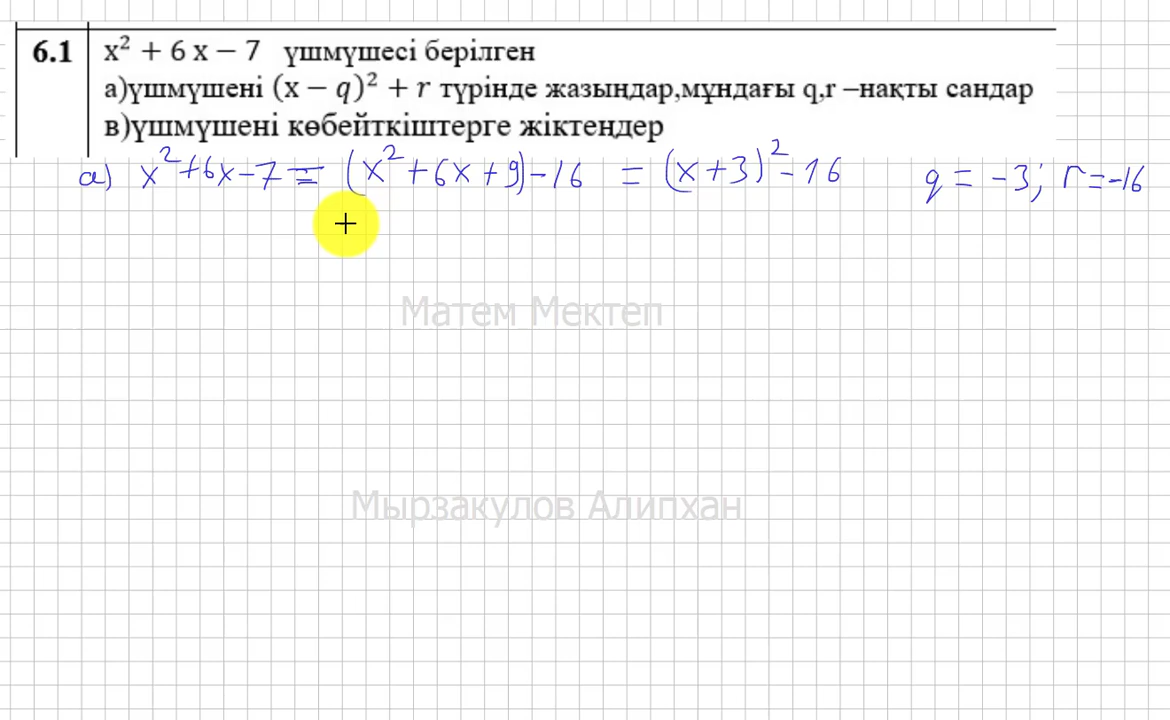 6.1 x² + 6 x − 7 үшмүшесі берілген
а)үшмүшені (x − q)² + r түрінде жазыңдар,мұндағы q,r –нақты сандар
в)үшмүшені көбейткіштерге жіктеңдер
a) x²+6x-7 = (x²+6x+9)-16 = (x+3)²-16 q = -3; r=-16
Матем Мектеп
Мырзакулов Алипхан